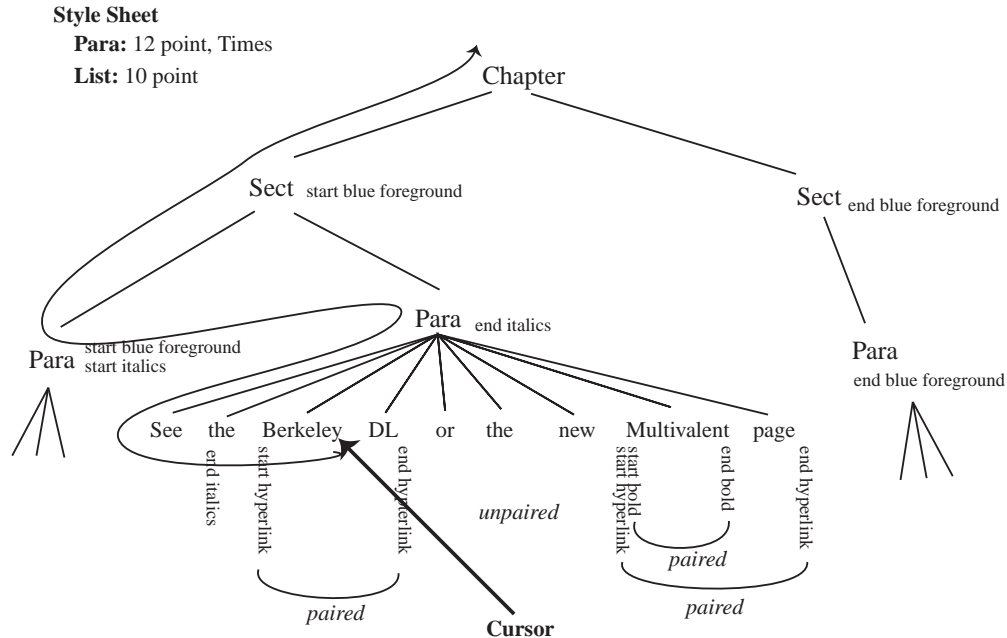 Style Sheet
Para: 12 point, Times
List: 10 point
Chapter
Sect start blue foreground
Sect end blue foreground
Para end italics
Para start blue foreground
start italics
Para
end blue foreground
See the Berkeley DL or the new Multivalent page
end italics
start hyperlink
end hyperlink
unpaired
start hyperlink
start bold
end bold
end hyperlink
paired
paired
paired
Cursor